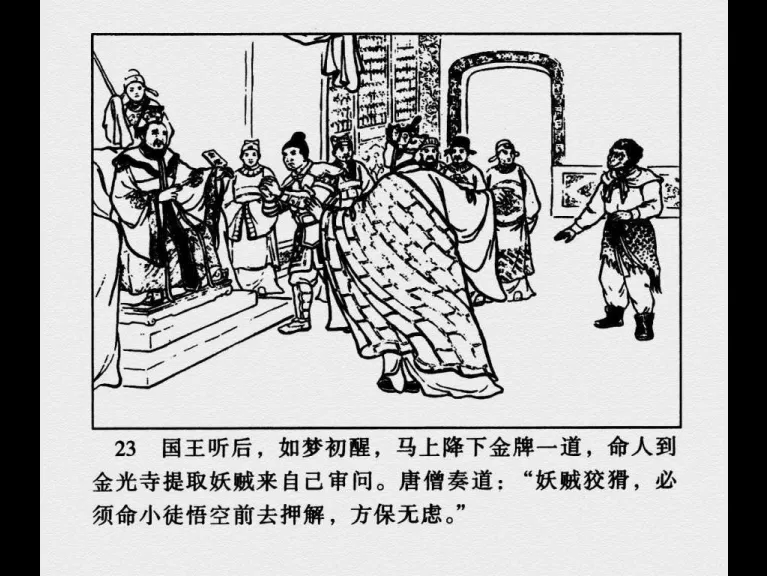 23 国王听后，如梦初醒，马上降下金牌一道，命人到
金光寺提取妖贼来自己审问。唐僧奏道：“妖贼狡猾，必
须命小徒悟空前去押解，方保无虑。”